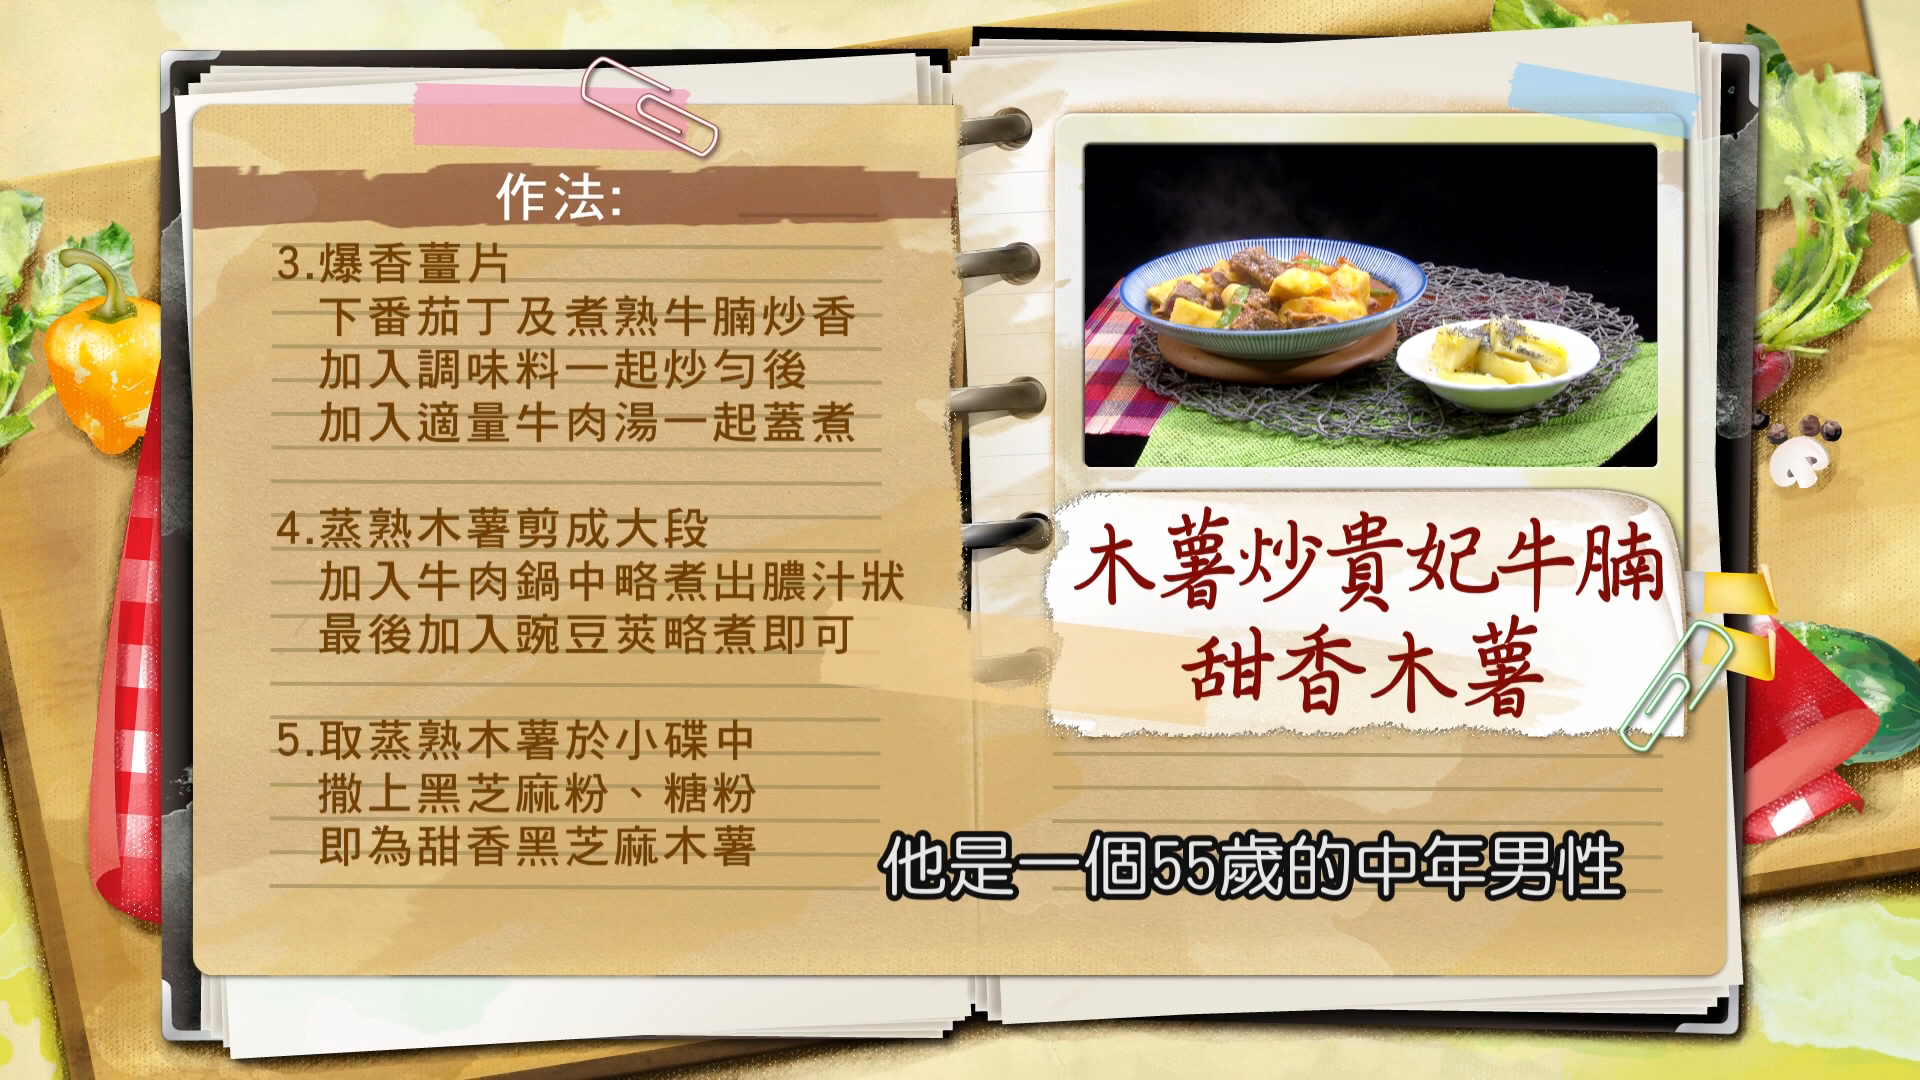 作法:
3.爆香薑片
下番茄丁及煮熟牛腩炒香
加入調味料一起炒勻後
加入適量牛肉湯一起蓋煮
4.蒸熟木薯剪成大段
加入牛肉鍋中略煮出膿汁狀
最後加入豌豆莢略煮即可
5.取蒸熟木薯於小碟中
撒上黑芝麻粉、糖粉
即為甜香黑芝麻木薯
木薯炒貴妃牛腩
甜香木薯
他是一個55歲的中年男性